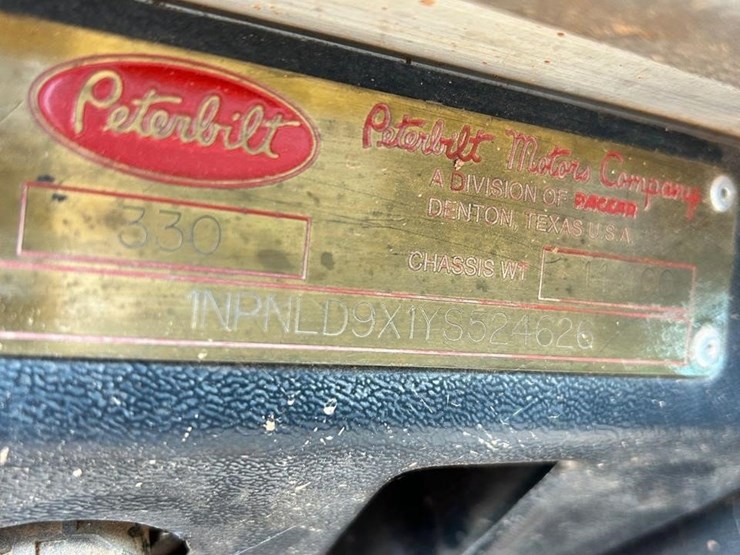 Peterbilt
Peterbilt Motors Company
A DIVISION OF PACCAR
DENTON, TEXAS U.S.A.
330
CHASSIS WT
1NPNLD9X1YS524626